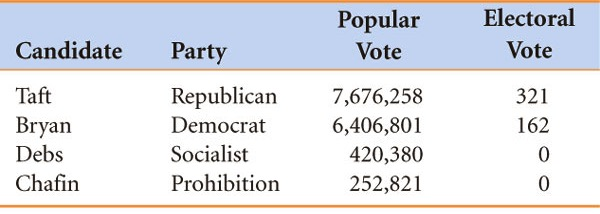 Candidate Party Popular Vote Electoral Vote
Taft Republican 7,676,258 321
Bryan Democrat 6,406,801 162
Debs Socialist 420,380 0
Chafin Prohibition 252,821 0